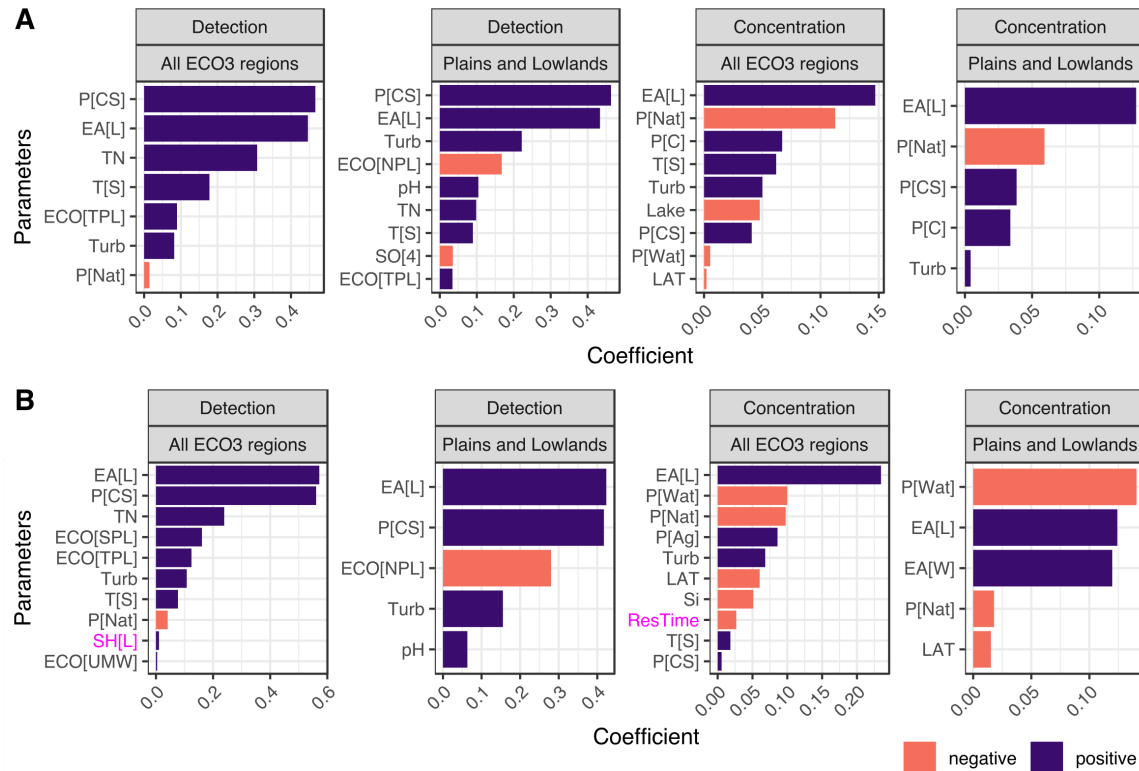 A
Detection
All ECO3 regions
P[CS]
EA[L]
TN
T[S]
ECO[TPL]
Turb
P[Nat]
0.0
0.1
0.2
0.3
0.4
Detection
Plains and Lowlands
P[CS]
EA[L]
Turb
ECO[NPL]
pH
TN
T[S]
SO[4]
ECO[TPL]
0.0
0.1
0.2
0.3
0.4
Concentration
All ECO3 regions
EA[L]
P[Nat]
P[C]
T[S]
Turb
Lake
P[CS]
P[Wat]
LAT
0.00
0.05
0.10
0.15
Concentration
Plains and Lowlands
EA[L]
P[Nat]
P[CS]
P[C]
Turb
0.00
0.05
0.10
Parameters
Coefficient
B
Detection
All ECO3 regions
EA[L]
P[CS]
TN
ECO[SPL]
ECO[TPL]
Turb
T[S]
P[Nat]
SH[L]
ECO[UMW]
0.0
0.2
0.4
0.6
Detection
Plains and Lowlands
EA[L]
P[CS]
ECO[NPL]
Turb
pH
0.0
0.1
0.2
0.3
0.4
Concentration
All ECO3 regions
EA[L]
P[Wat]
P[Nat]
P[Ag]
Turb
LAT
Si
ResTime
T[S]
P[CS]
0.00
0.05
0.10
0.15
0.20
Concentration
Plains and Lowlands
P[Wat]
EA[L]
EA[W]
P[Nat]
LAT
0.00
0.05
0.10
Parameters
Coefficient
negative
positive